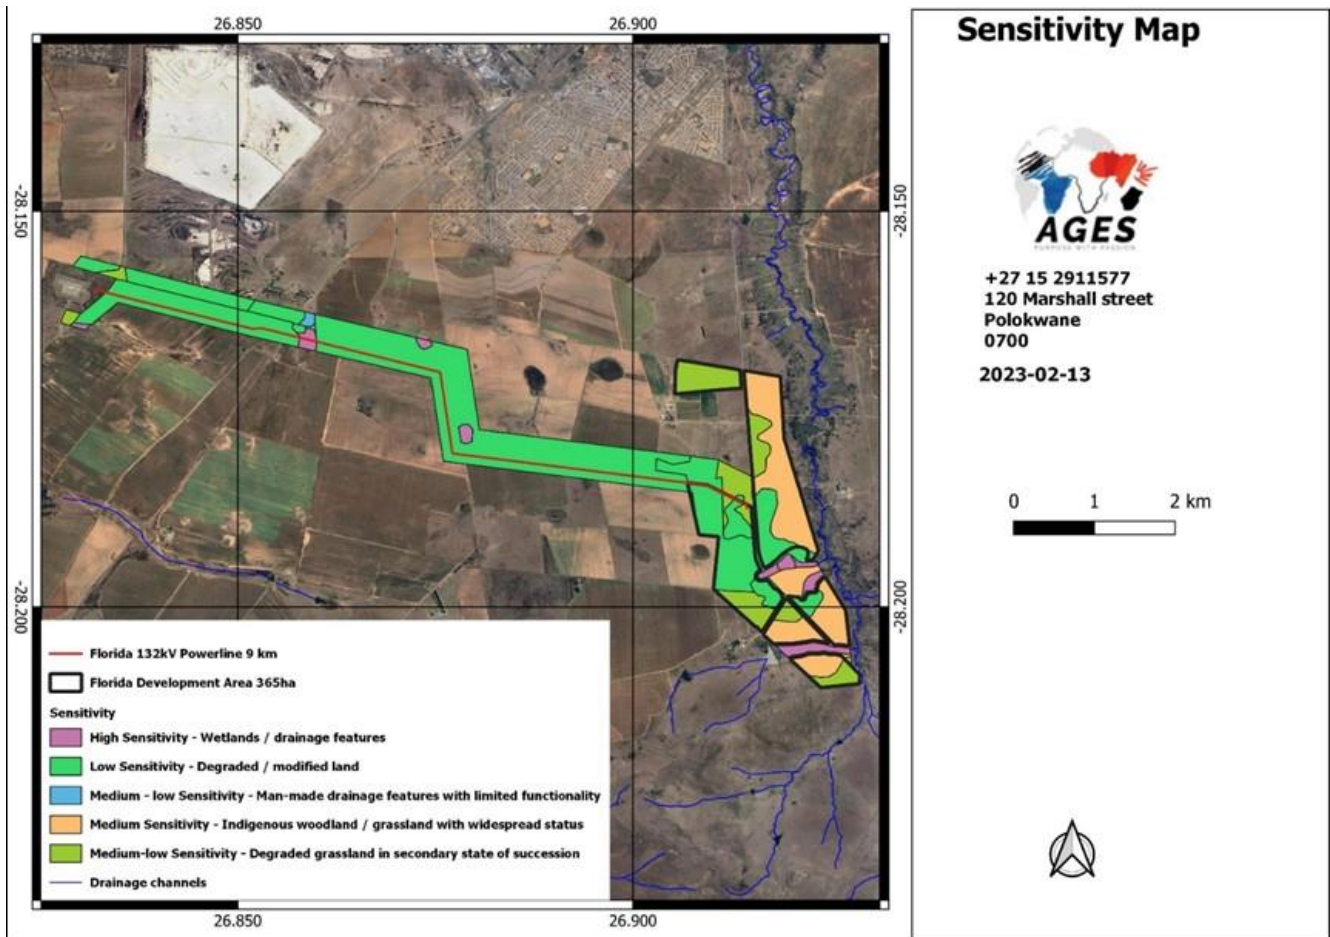 26.850
26.900
-28.150
-28.150
-28.200
-28.200
Florida 132kV Powerline 9 km
Florida Development Area 365ha
Sensitivity
High Sensitivity - Wetlands / drainage features
Low Sensitivity - Degraded / modified land
Medium - low Sensitivity - Man-made drainage features with limited functionality
Medium Sensitivity - Indigenous woodland / grassland with widespread status
Medium-low Sensitivity - Degraded grassland in secondary state of succession
Drainage channels
26.850
26.900
Sensitivity Map
AGES
PURPOSE WITH PASSION
+27 15 2911577
120 Marshall street
Polokwane
0700
2023-02-13
0 1 2 km